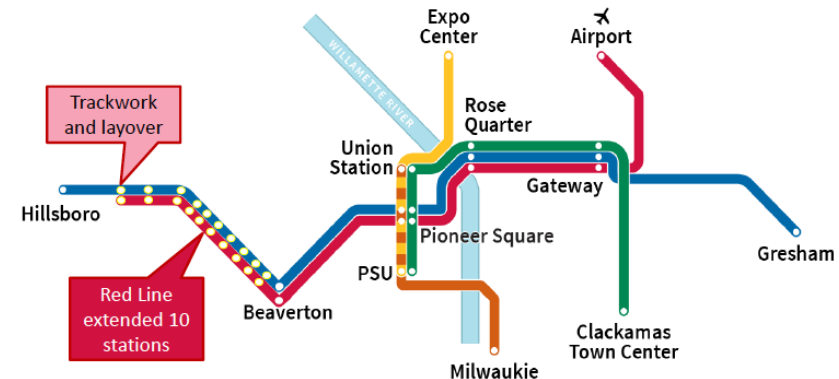 Expo
Center
Airport
WILLAMETTE RIVER
Trackwork
and layover
Rose
Quarter
Union
Station
Hillsboro
Gateway
Pioneer Square
Gresham
PSU
Red Line
extended 10
stations
Beaverton
Clackamas
Town Center
Milwaukie